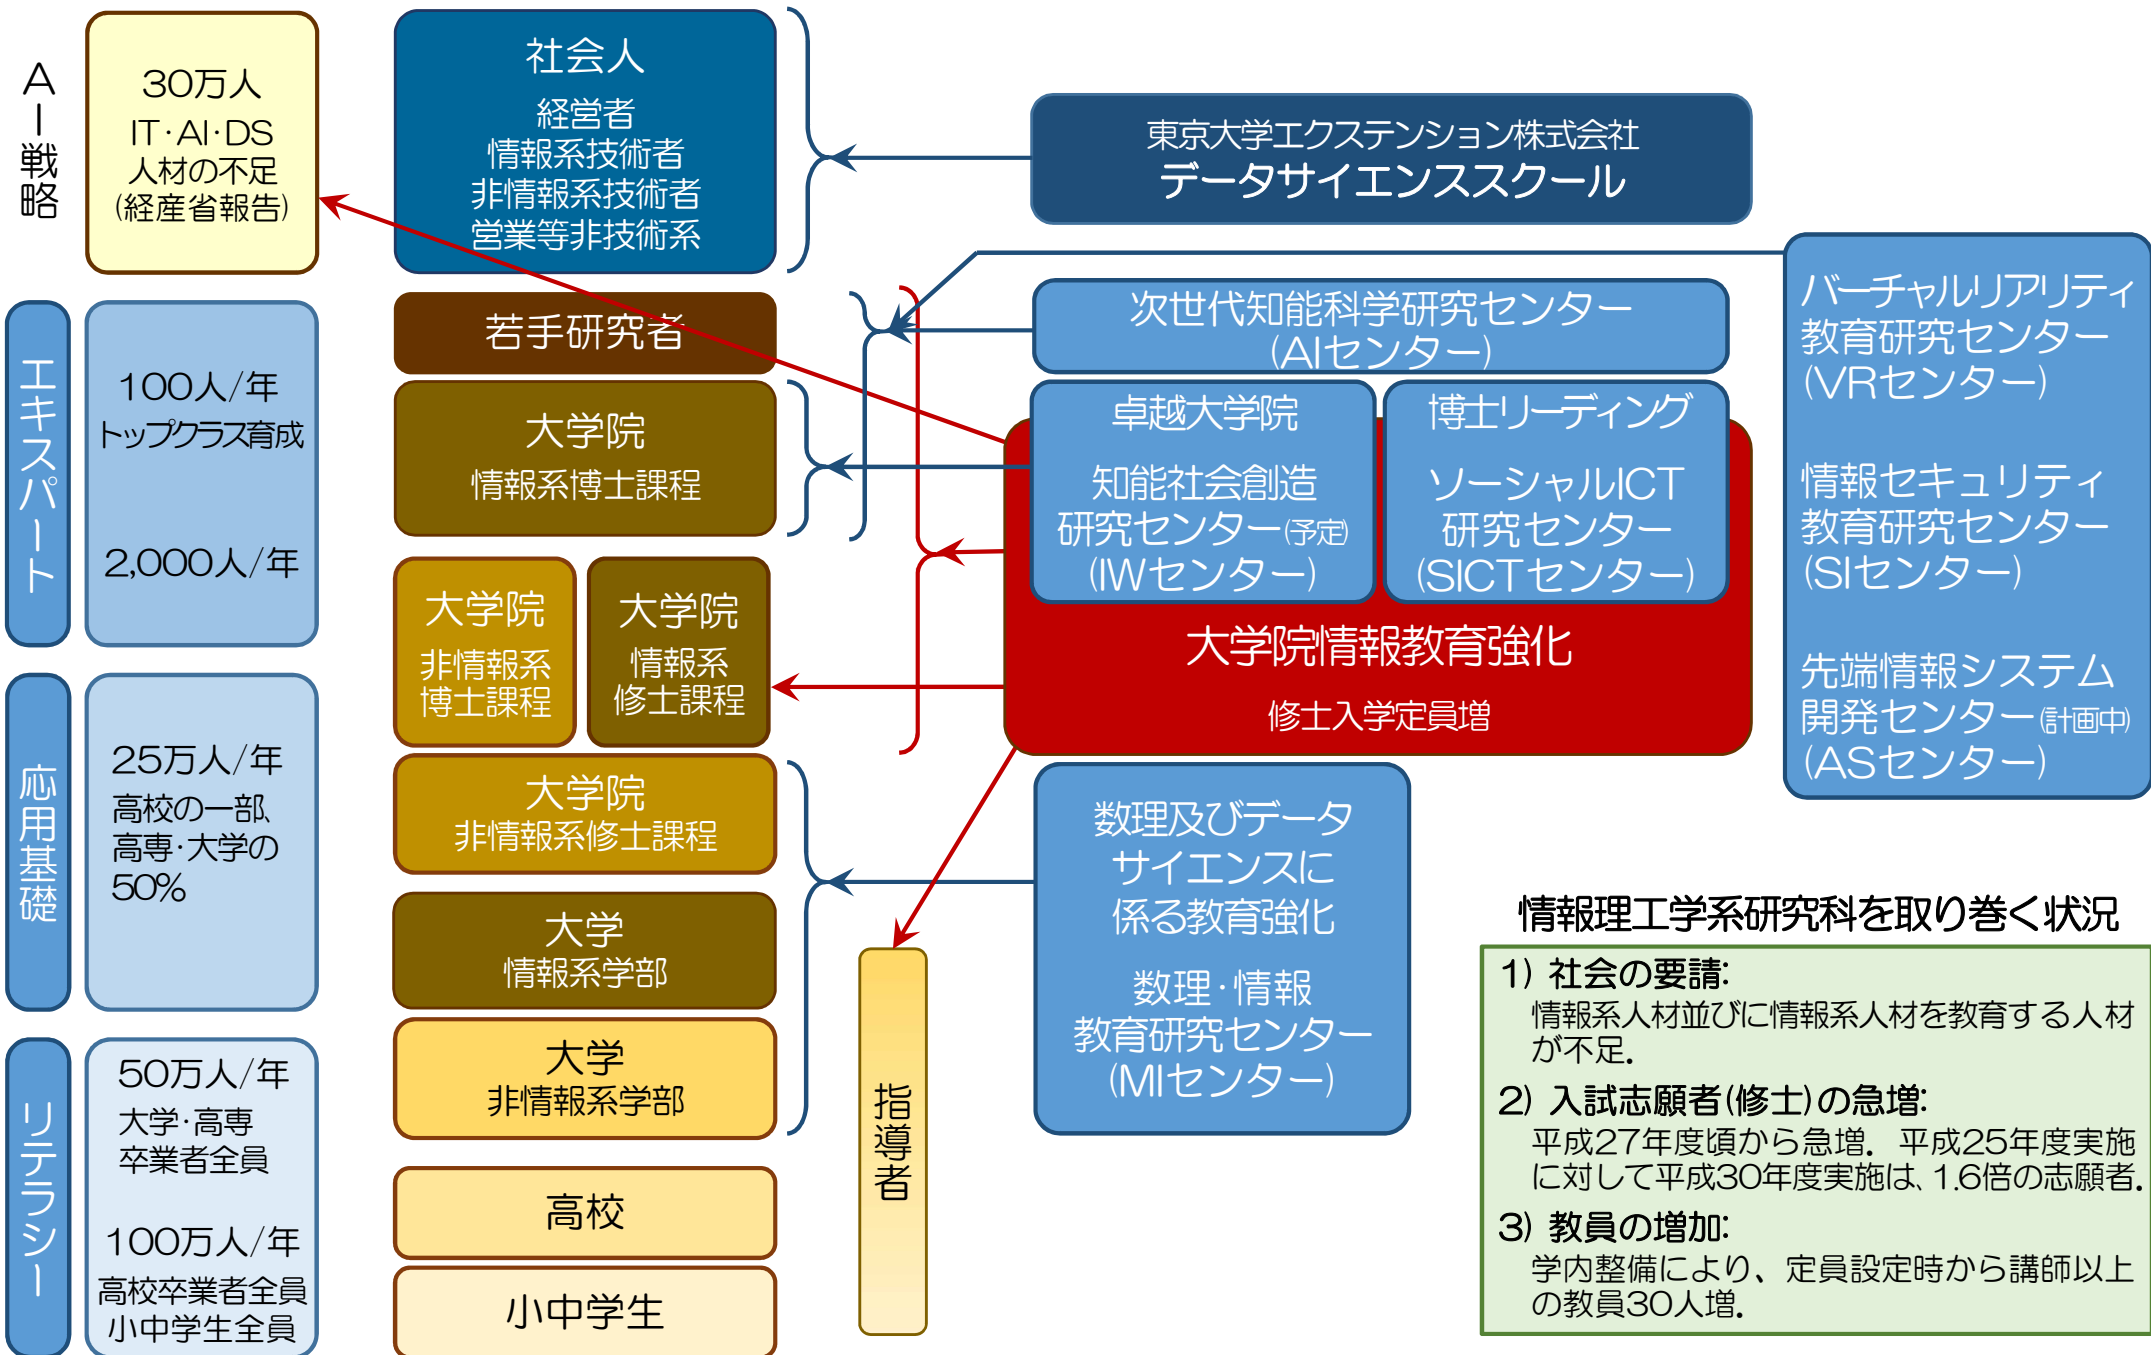 AI戦略
30万人
IT・AI・DS
人材の不足
(経産省報告)
エキスパート
100人/年
トップクラス育成
2,000人/年
応用基礎
25万人/年
高校の一部、
高専・大学の
50%
リテラシー
50万人/年
大学・高専
卒業者全員
100万人/年
高校卒業者全員
小中学生全員
社会人
経営者
情報系技術者
非情報系技術者
営業等非技術系
若手研究者
大学院
情報系博士課程
大学院
非情報系
博士課程
大学院
情報系
修士課程
大学院
非情報系修士課程
大学
情報系学部
大学
非情報系学部
高校
小中学生
指導者
東京大学エクステンション株式会社
データサイエンススクール
次世代知能科学研究センター
(AIセンター)
卓越大学院
知能社会創造
研究センター(予定)
(IWセンター)
博士リーディング
ソーシャルICT
研究センター
(SICTセンター)
大学院情報教育強化
修士入学定員増
数理及びデータ
サイエンスに
係る教育強化
数理・情報
教育研究センター
(MIセンター)
バーチャルリアリティ
教育研究センター
(VRセンター)
情報セキュリティ
教育研究センター
(SIセンター)
先端情報システム
開発センター(計画中)
(ASセンター)
情報理工学系研究科を取り巻く状況
1) 社会の要請:
情報系人材並びに情報系人材を教育する人材
が不足．
2) 入試志願者(修士)の急増:
平成27年度頃から急増．平成25年度実施
に対して平成30年度実施は、1.6倍の志願者．
3) 教員の増加:
学内整備により、定員設定時から講師以上
の教員30人増．